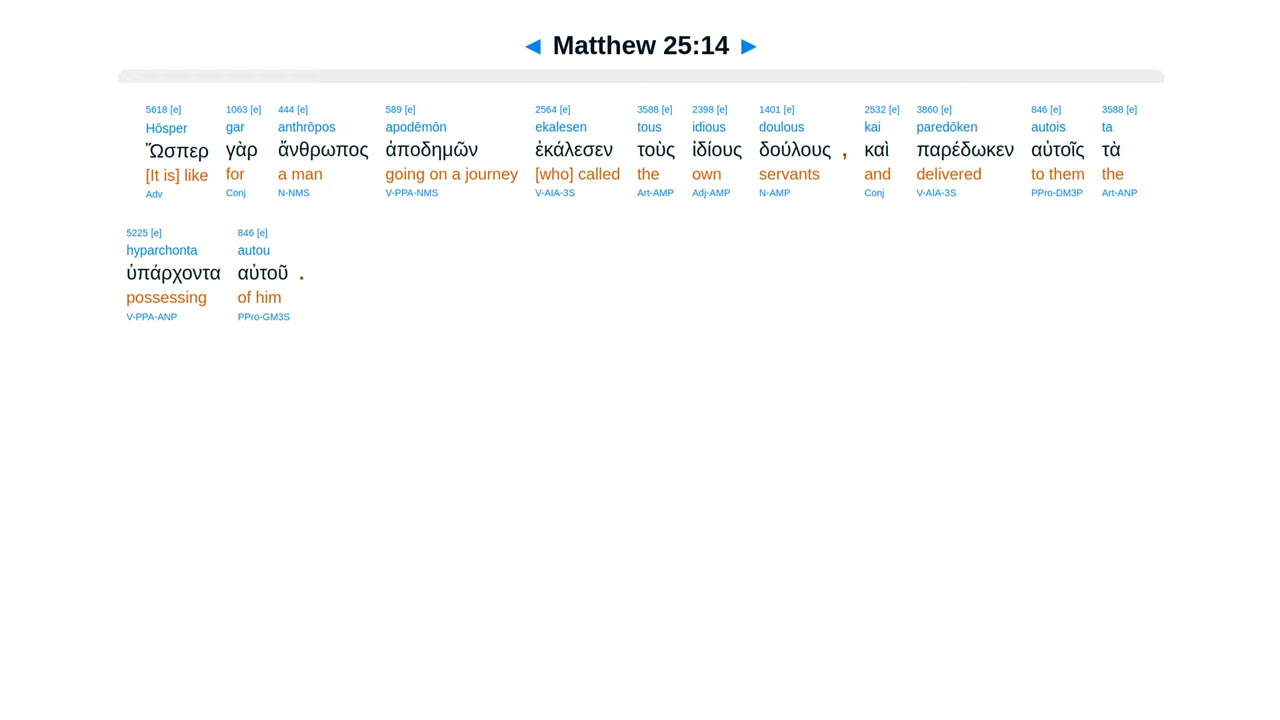 ◄ Matthew 25:14 ►
5618 [e] 1063 [e] 444 [e] 589 [e] 2564 [e] 3588 [e] 2398 [e] 1401 [e] 2532 [e] 3860 [e] 846 [e] 3588 [e]
Hōsper gar anthrōpos apodēmōn ekalesen tous idious doulous kai paredōken autois ta
Ὥσπερ γὰρ ἄνθρωπος ἀποδημῶν ἐκάλεσεν τοὺς ἰδίους δούλους , καὶ παρέδωκεν αὐτοῖς τὰ
[It is] like for a man going on a journey [who] called the own servants and delivered to them the
Adv Conj N-NMS V-PPA-NMS V-AIA-3S Art-AMP Adj-AMP N-AMP Conj V-AIA-3S PPro-DM3P Art-ANP
5225 [e] 846 [e]
hyparchonta autou
ὑπάρχοντα αὐτοῦ .
possessing of him
V-PPA-ANP PPro-GM3S